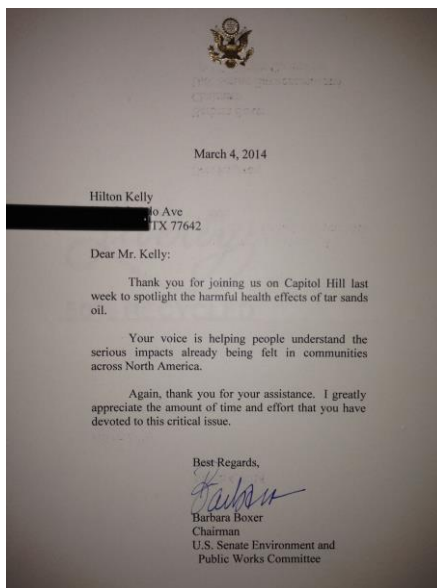 March 4, 2014
Hilton Kelly
Ave
TX 77642
Dear Mr. Kelly:
Thank you for joining us on Capitol Hill last
week to spotlight the harmful health effects of tar sands
oil.
Your voice is helping people understand the
serious impacts already being felt in communities
across North America.
Again, thank you for your assistance. I greatly
appreciate the amount of time and effort that you have
devoted to this critical issue.
Best Regards,
Barbara
Barbara Boxer
Chairman
U.S. Senate Environment and
Public Works Committee